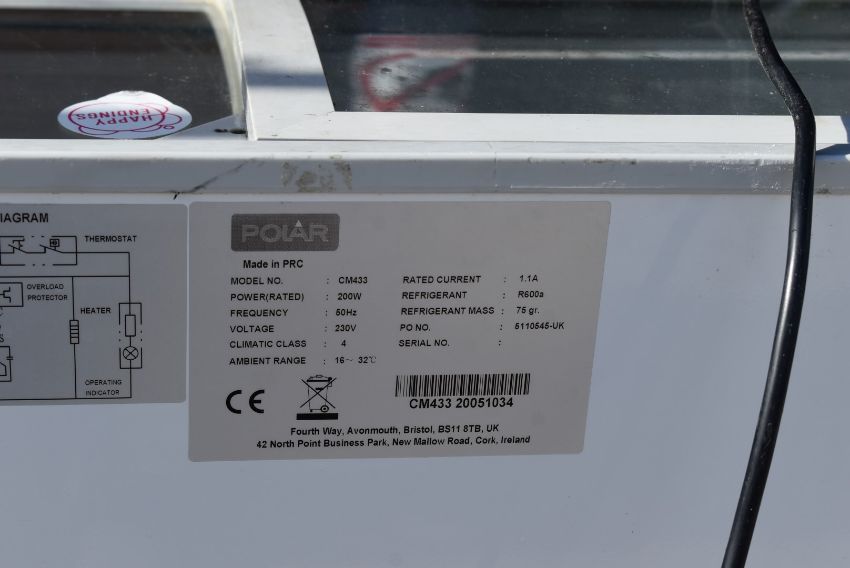 HAPPY
ENDINGS
DIAGRAM
THERMOSTAT
OVERLOAD
PROTECTOR
HEATER
OPERATING
INDICATOR
POLAR
Made in PRC
MODEL NO. : CM433
POWER(RATED) : 200W
FREQUENCY : 50Hz
VOLTAGE : 230V
CLIMATIC CLASS : 4
AMBIENT RANGE : 16~ 32℃
RATED CURRENT : 1.1A
REFRIGERANT : R600a
REFRIGERANT MASS : 75 gr.
PO NO. : 5110545-UK
SERIAL NO. :
CE
CM433 20051034
Fourth Way, Avonmouth, Bristol, BS11 8TB, UK
42 North Point Business Park, New Mallow Road, Cork, Ireland